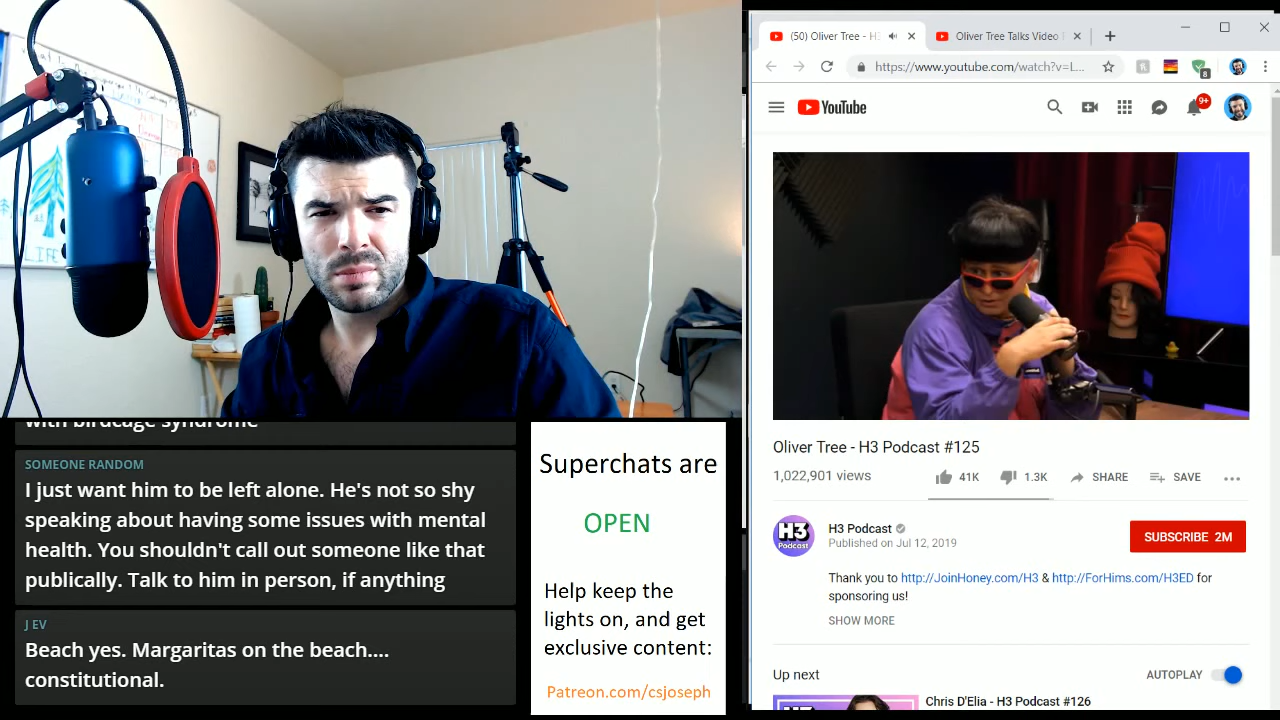 LIFE
with birdcage syndrome
SOMEONE RANDOM
I just want him to be left alone. He's not so shy
speaking about having some issues with mental
health. You shouldn't call out someone like that
publically. Talk to him in person, if anything
J EV
Beach yes. Margaritas on the beach....
constitutional.
Superchats are
OPEN
Help keep the
lights on, and get
exclusive content:
Patreon.com/csjoseph
(50) Oliver Tree - H3
Oliver Tree Talks Video
https://www.youtube.com/watch?v=L...
8
YouTube
9+
Oliver Tree - H3 Podcast #125
1,022,901 views
41K
1.3K
SHARE
SAVE
H3
Podcast
H3 Podcast
Published on Jul 12, 2019
SUBSCRIBE 2M
Thank you to http://JoinHoney.com/H3 & http://ForHims.com/H3ED for
sponsoring us!
SHOW MORE
Up next
AUTOPLAY
Chris D'Elia - H3 Podcast #126